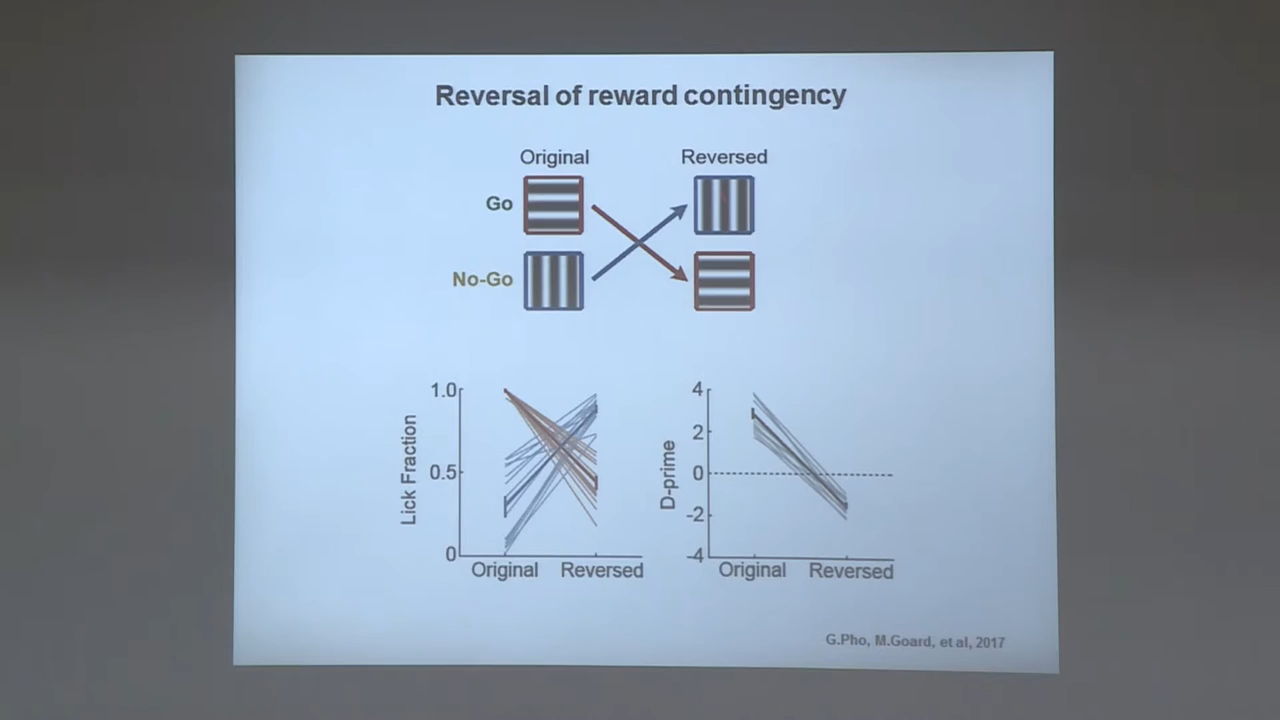 Reversal of reward contingency
Original Reversed
Go
No-Go
1.0
0.5
0
Lick Fraction
Original Reversed
4
2
0
-2
-4
D-prime
Original Reversed
G.Pho, M.Goard, et al, 2017